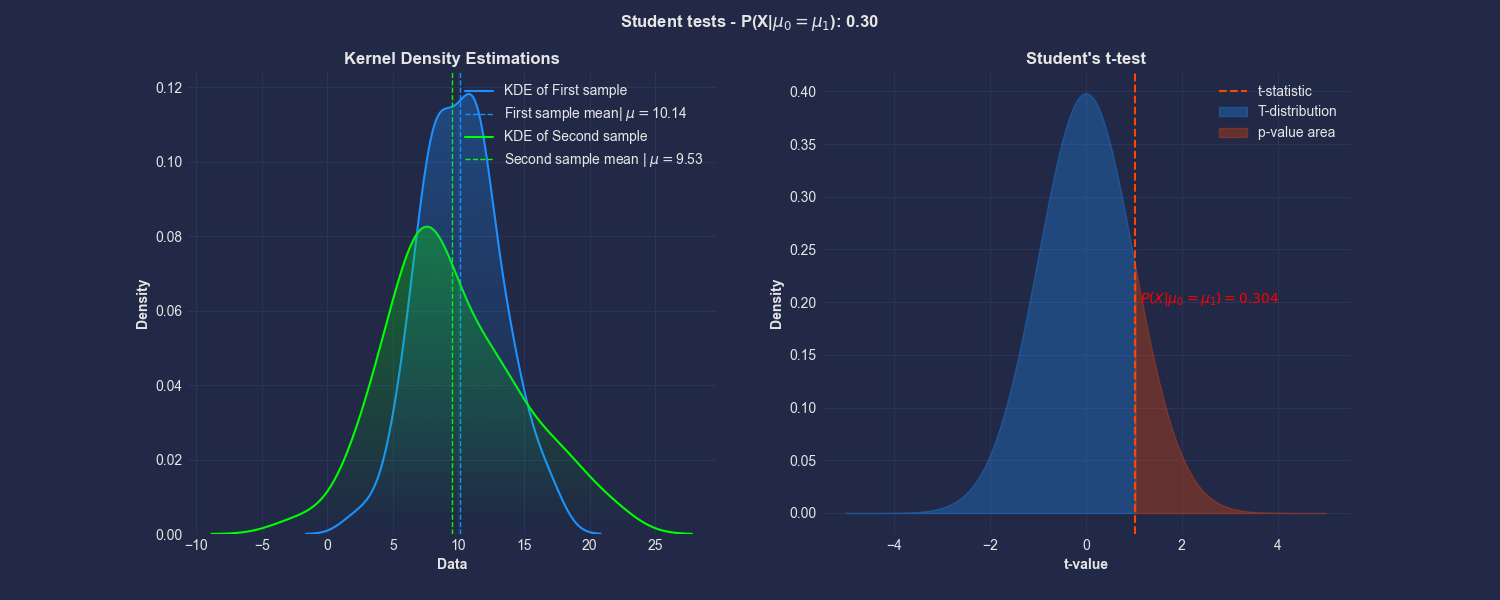 Student tests - P(X|μ₀ = μ₁): 0.30
Kernel Density Estimations
KDE of First sample
First sample mean| μ = 10.14
KDE of Second sample
Second sample mean | μ = 9.53
0.12
0.10
0.08
0.06
0.04
0.02
0.00
Density
−10 −5 0 5 10 15 20 25
Data
Student's t-test
t-statistic
T-distribution
p-value area
P(X|μ₀ = μ₁) = 0.304
0.40
0.35
0.30
0.25
0.20
0.15
0.10
0.05
0.00
Density
−4 −2 0 2 4
t-value